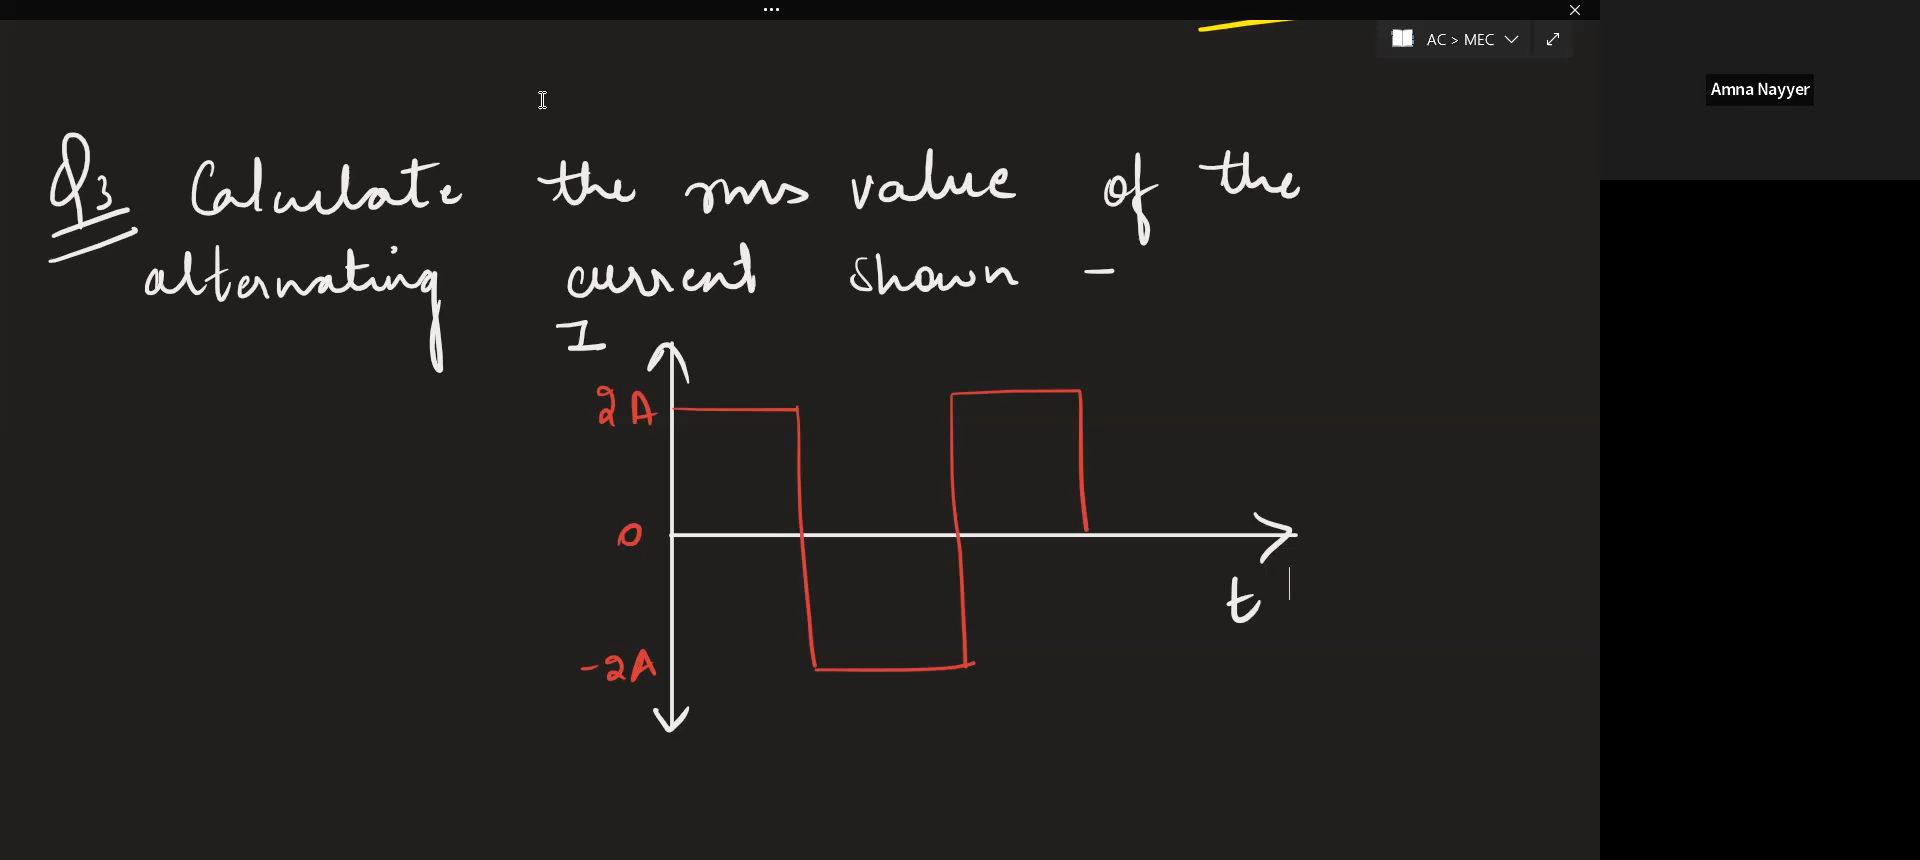 AC > MEC
Amna Nayyer
Q3 Calculate the rms value of the
alternating current shown -
I
2A
0
-2A
t